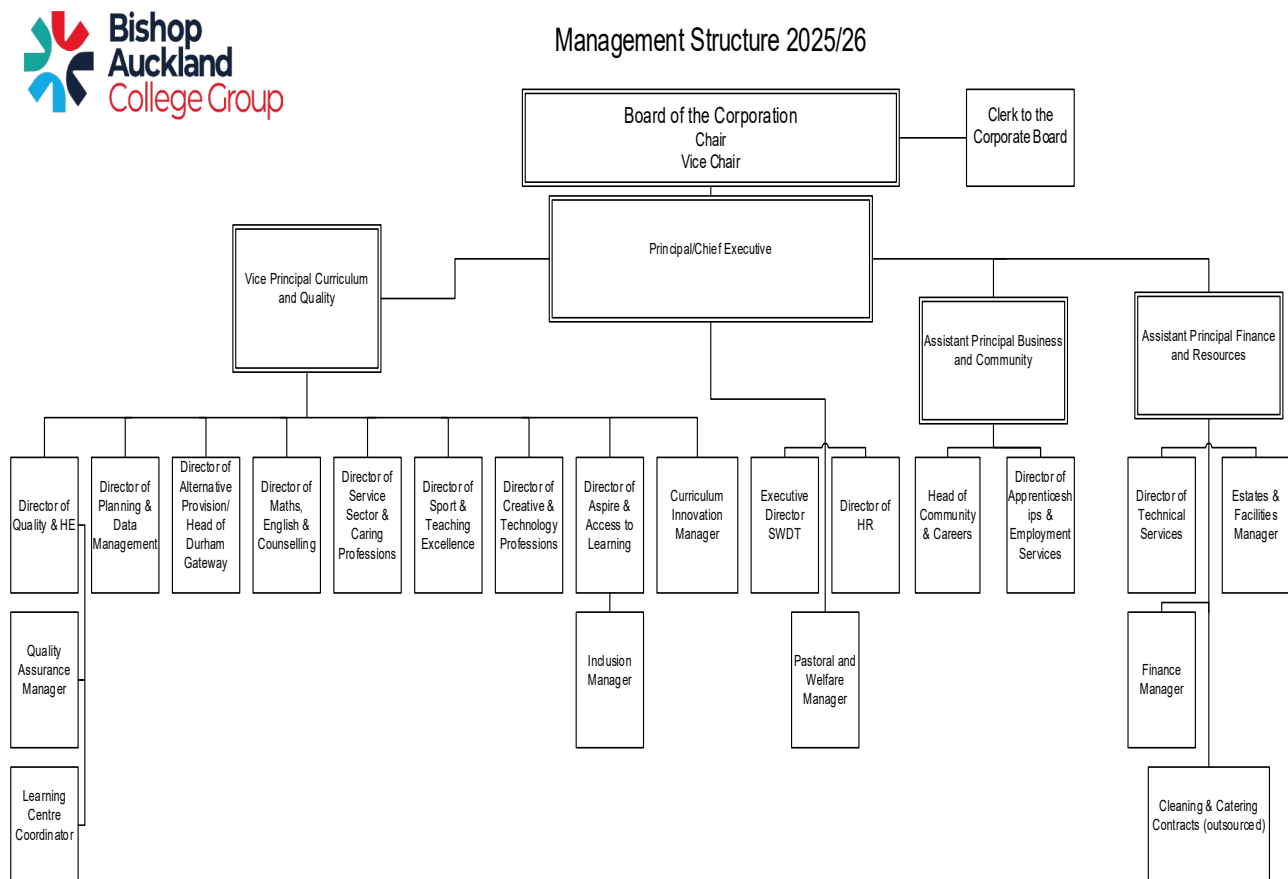 Bishop
Auckland
College Group
Management Structure 2025/26
Board of the Corporation
Chair
Vice Chair
Clerk to the
Corporate Board
Principal/Chief Executive
Vice Principal Curriculum
and Quality
Assistant Principal Business
and Community
Assistant Principal Finance
and Resources
Director of
Quality & HE
Director of
Planning &
Data
Management
Director of
Alternative
Provision/
Head of
Durham
Gateway
Director of
Maths,
English &
Counselling
Director of
Service
Sector &
Caring
Professions
Director of
Sport &
Teaching
Excellence
Director of
Creative &
Technology
Professions
Director of
Aspire &
Access to
Learning
Curriculum
Innovation
Manager
Executive
Director
SWDT
Director of
HR
Head of
Community
& Careers
Director of
Apprenticesh
ips &
Employment
Services
Director of
Technical
Services
Estates &
Facilities
Manager
Quality
Assurance
Manager
Inclusion
Manager
Pastoral and
Welfare
Manager
Finance
Manager
Learning
Centre
Coordinator
Cleaning & Catering
Contracts (outsourced)